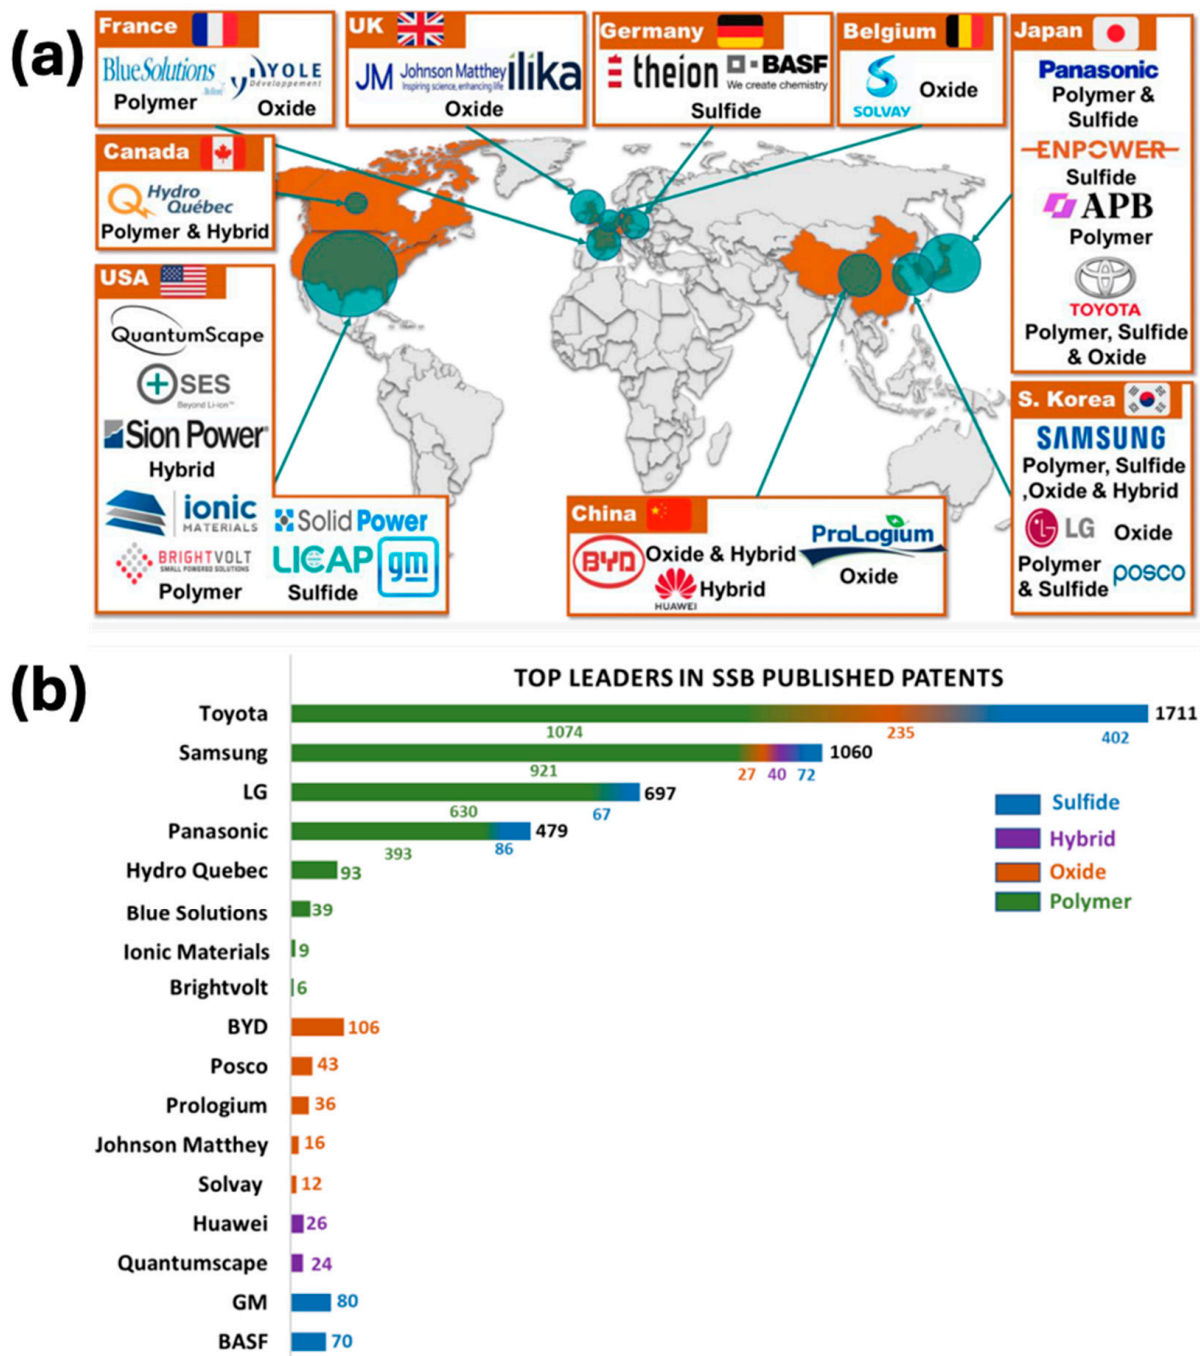 (a)
France
BlueSolutions
Polymer
YOLE
Développement
Oxide
UK
JM Johnson Matthey
Inspiring science, enhancing life
ilika
Oxide
Germany
theion
BASF
We create chemistry
Sulfide
Belgium
SOLVAY
Oxide
Japan
Panasonic
Polymer &
Sulfide
ENPOWER
Sulfide
APB
Polymer
TOYOTA
Polymer, Sulfide
& Oxide
Canada
Hydro
Québec
Polymer & Hybrid
USA
QuantumScape
SES
Beyond Li-ion™
Sion Power
Hybrid
ionic
MATERIALS
BRIGHTVOLT
SMALL POWERED SOLUTIONS
Polymer
Solid Power
LICAP
gm
Sulfide
China
BYD
Oxide & Hybrid
HUAWEI
Hybrid
ProLogium
Oxide
S. Korea
SAMSUNG
Polymer, Sulfide
,Oxide & Hybrid
LG
Oxide
Polymer
& Sulfide
posco
(b)
TOP LEADERS IN SSB PUBLISHED PATENTS
Toyota 1711
1074 235 402
Samsung 1060
921 27 40 72
LG 697
630 67
Panasonic 479
393 86
Hydro Quebec 93
Blue Solutions 39
Ionic Materials 9
Brightvolt 6
BYD 106
Posco 43
Prologium 36
Johnson Matthey 16
Solvay 12
Huawei 26
Quantumscape 24
GM 80
BASF 70
Sulfide
Hybrid
Oxide
Polymer